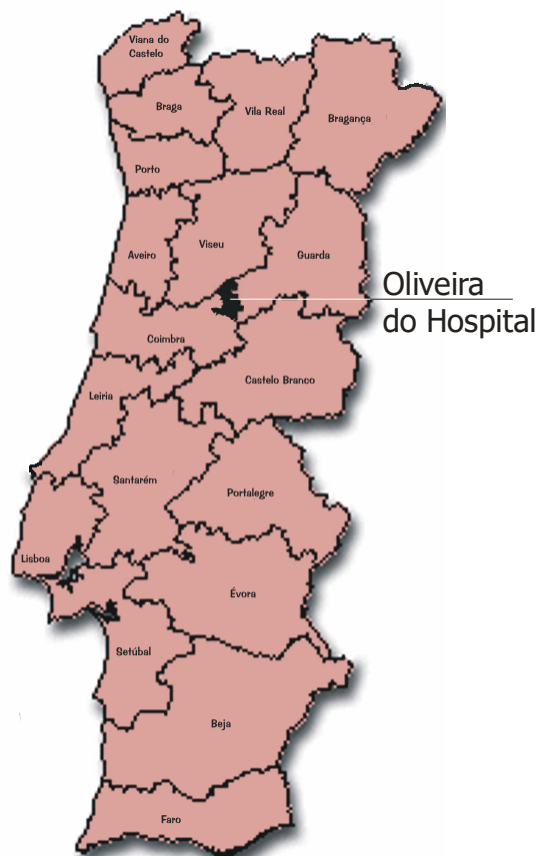 Viana do
Castelo
Braga
Vila Real
Bragança
Porto
Aveiro
Viseu
Guarda
Oliveira
do Hospital
Coimbra
Castelo Branco
Leiria
Santarém
Portalegre
Lisboa
Évora
Setúbal
Beja
Faro